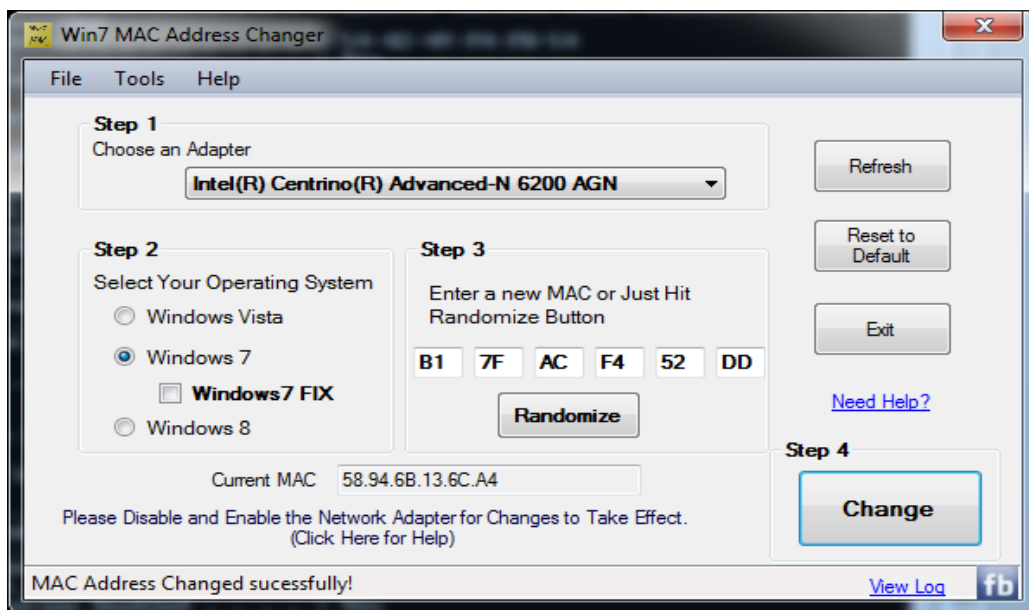 Win7 MAC Address Changer
File Tools Help
Step 1
Choose an Adapter
Intel(R) Centrino(R) Advanced-N 6200 AGN
Refresh
Reset to
Default
Exit
Need Help?
Step 2
Select Your Operating System
Windows Vista
Windows 7
Windows7 FIX
Windows 8
Step 3
Enter a new MAC or Just Hit
Randomize Button
B1 7F AC F4 52 DD
Randomize
Current MAC 58.94.6B.13.6C.A4
Please Disable and Enable the Network Adapter for Changes to Take Effect.
(Click Here for Help)
Step 4
Change
MAC Address Changed sucessfully!
View Log
fb